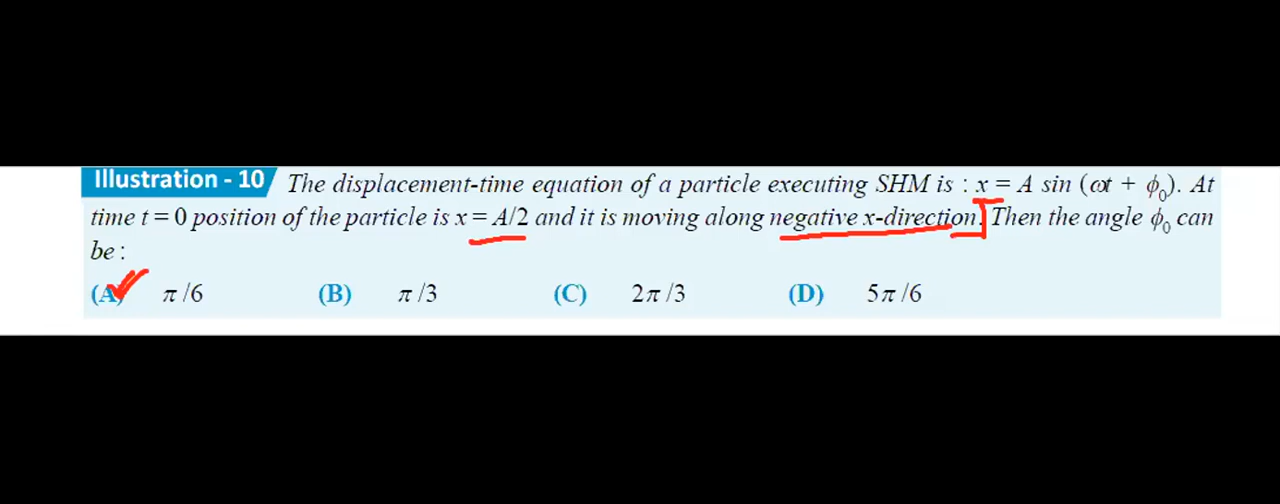 Illustration - 10 The displacement-time equation of a particle executing SHM is : x = A sin (ωt + ϕ₀). At
time t = 0 position of the particle is x = A/2 and it is moving along negative x-direction. Then the angle ϕ₀ can
be :
(A) π /6 (B) π /3 (C) 2π /3 (D) 5π /6